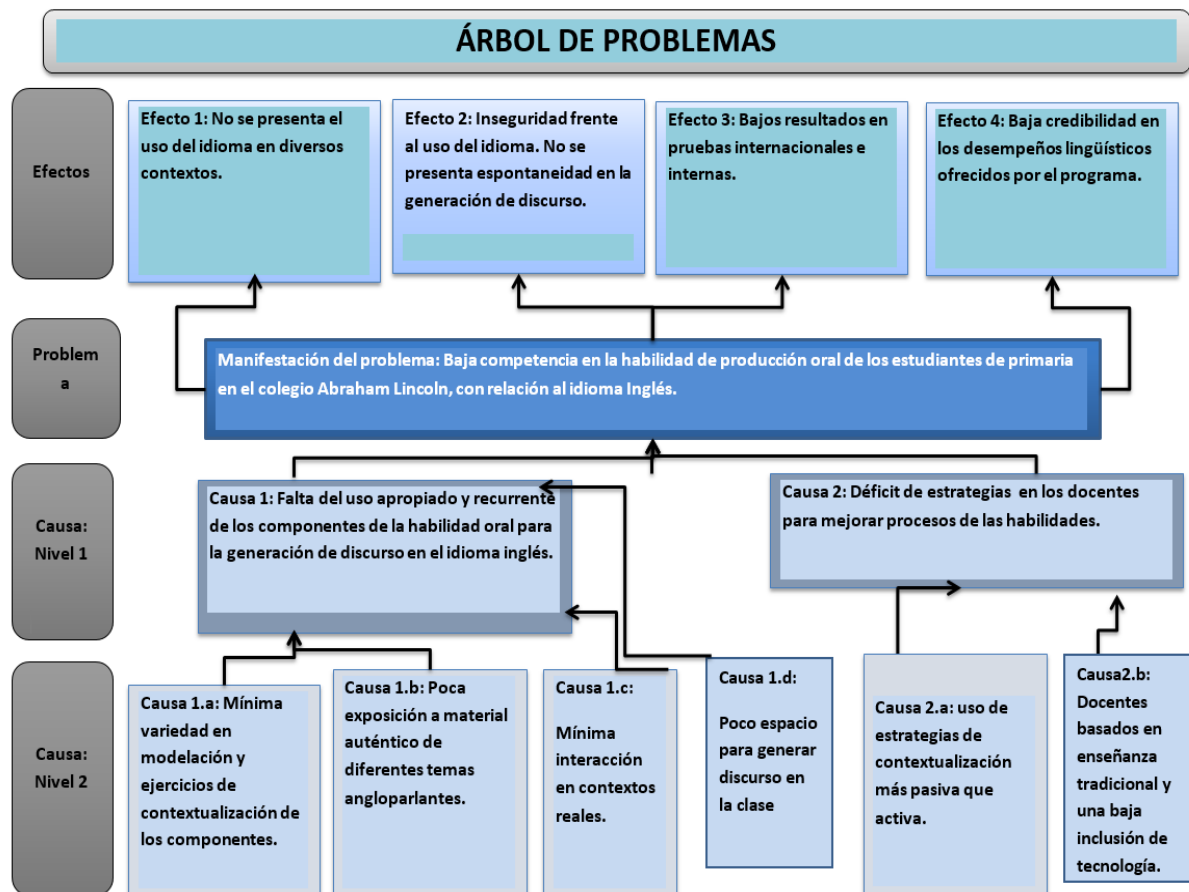 ÁRBOL DE PROBLEMAS
Efectos
Efecto 1: No se presenta el
uso del idioma en diversos
contextos.
Efecto 2: Inseguridad frente
al uso del idioma. No se
presenta espontaneidad en la
generación de discurso.
Efecto 3: Bajos resultados en
pruebas internacionales e
internas.
Efecto 4: Baja credibilidad en
los desempeños lingüísticos
ofrecidos por el programa.
Problem
a
Manifestación del problema: Baja competencia en la habilidad de producción oral de los estudiantes de primaria
en el colegio Abraham Lincoln, con relación al idioma Inglés.
Causa:
Nivel 1
Causa 1: Falta del uso apropiado y recurrente
de los componentes de la habilidad oral para
la generación de discurso en el idioma inglés.
Causa 2: Déficit de estrategias en los docentes
para mejorar procesos de las habilidades.
Causa:
Nivel 2
Causa 1.a: Mínima
variedad en
modelación y
ejercicios de
contextualización de
los componentes.
Causa 1.b: Poca
exposición a material
auténtico de
diferentes temas
angloparlantes.
Causa 1.c:
Mínima
interacción
en contextos
reales.
Causa 1.d:
Poco espacio
para generar
discurso en
la clase
Causa 2.a: uso de
estrategias de
contextualización
más pasiva que
activa.
Causa2.b:
Docentes
basados en
enseñanza
tradicional y
una baja
inclusión de
tecnología.